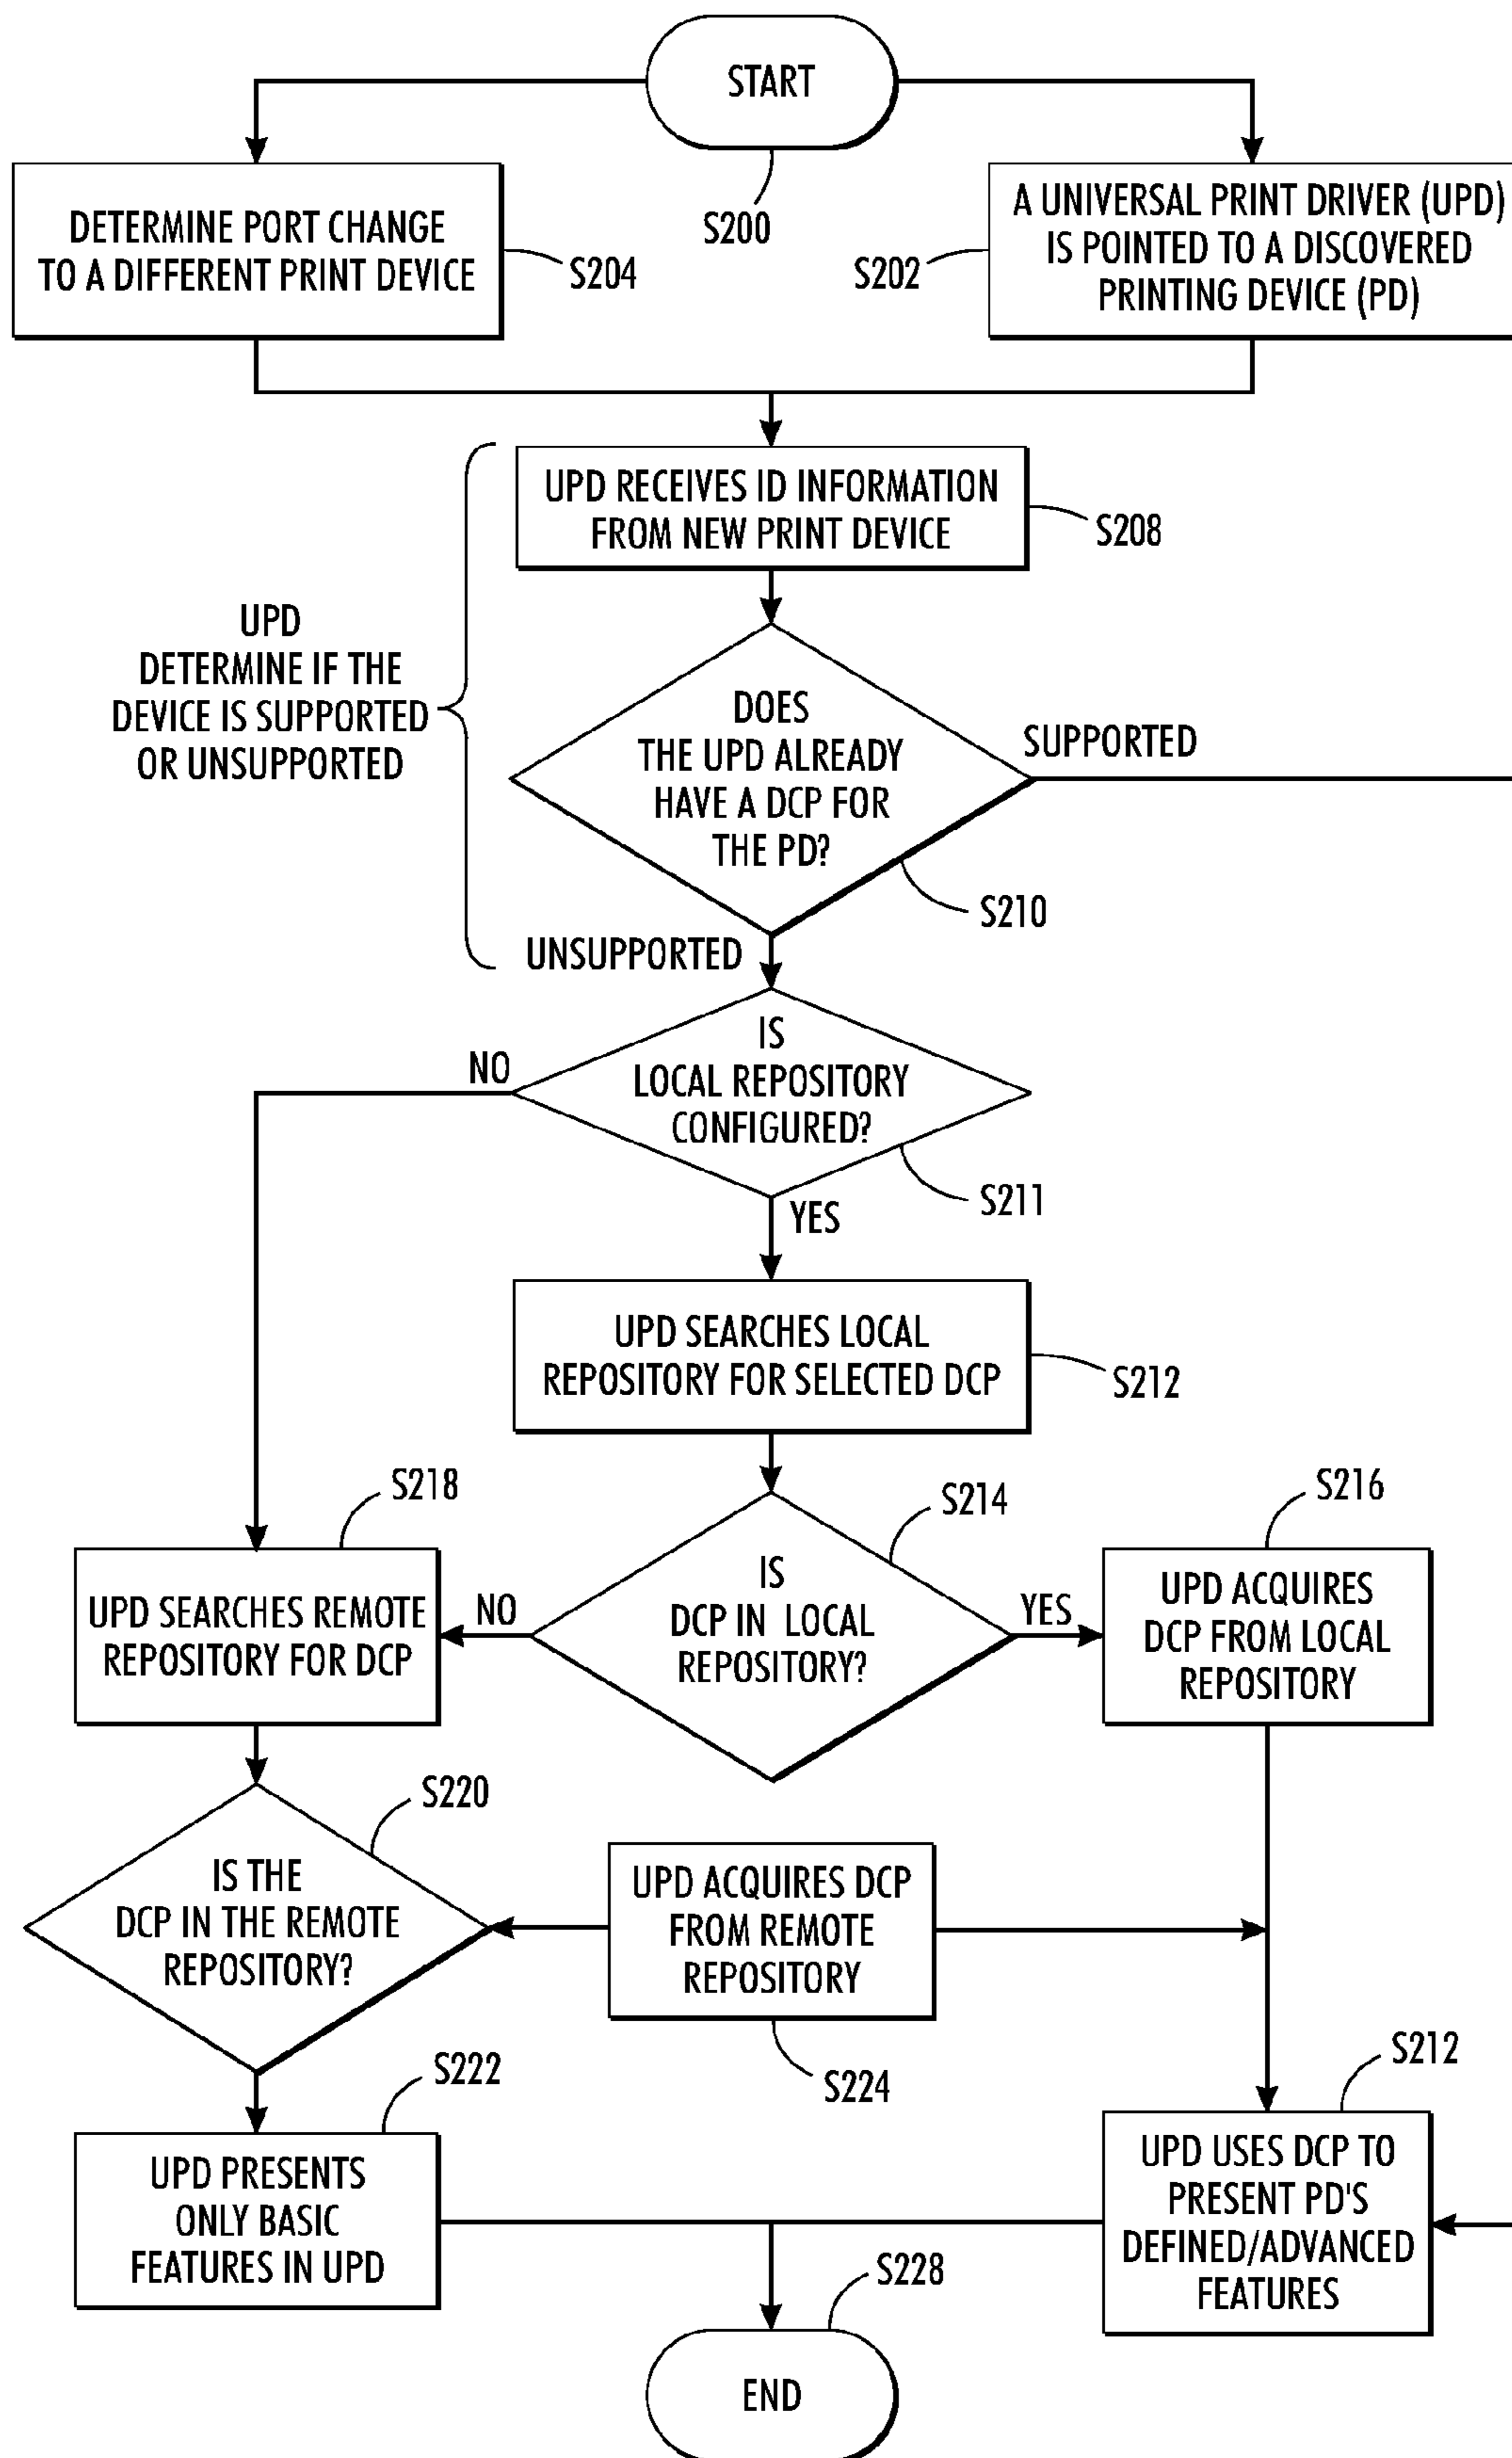 START
S200
DETERMINE PORT CHANGE
TO A DIFFERENT PRINT DEVICE
S204
A UNIVERSAL PRINT DRIVER (UPD)
IS POINTED TO A DISCOVERED
PRINTING DEVICE (PD)
S202
UPD RECEIVES ID INFORMATION
FROM NEW PRINT DEVICE
S208
UPD
DETERMINE IF THE
DEVICE IS SUPPORTED
OR UNSUPPORTED
DOES
THE UPD ALREADY
HAVE A DCP FOR
THE PD?
SUPPORTED
S210
UNSUPPORTED
IS
LOCAL REPOSITORY
CONFIGURED?
NO
S211
YES
UPD SEARCHES LOCAL
REPOSITORY FOR SELECTED DCP
S212
S218
S214
S216
UPD SEARCHES REMOTE
REPOSITORY FOR DCP
NO
IS
DCP IN LOCAL
REPOSITORY?
YES
UPD ACQUIRES
DCP FROM LOCAL
REPOSITORY
S220
IS THE
DCP IN THE REMOTE
REPOSITORY?
UPD ACQUIRES DCP
FROM REMOTE
REPOSITORY
S224
S222
S212
UPD PRESENTS
ONLY BASIC
FEATURES IN UPD
UPD USES DCP TO
PRESENT PD'S
DEFINED/ADVANCED
FEATURES
S228
END